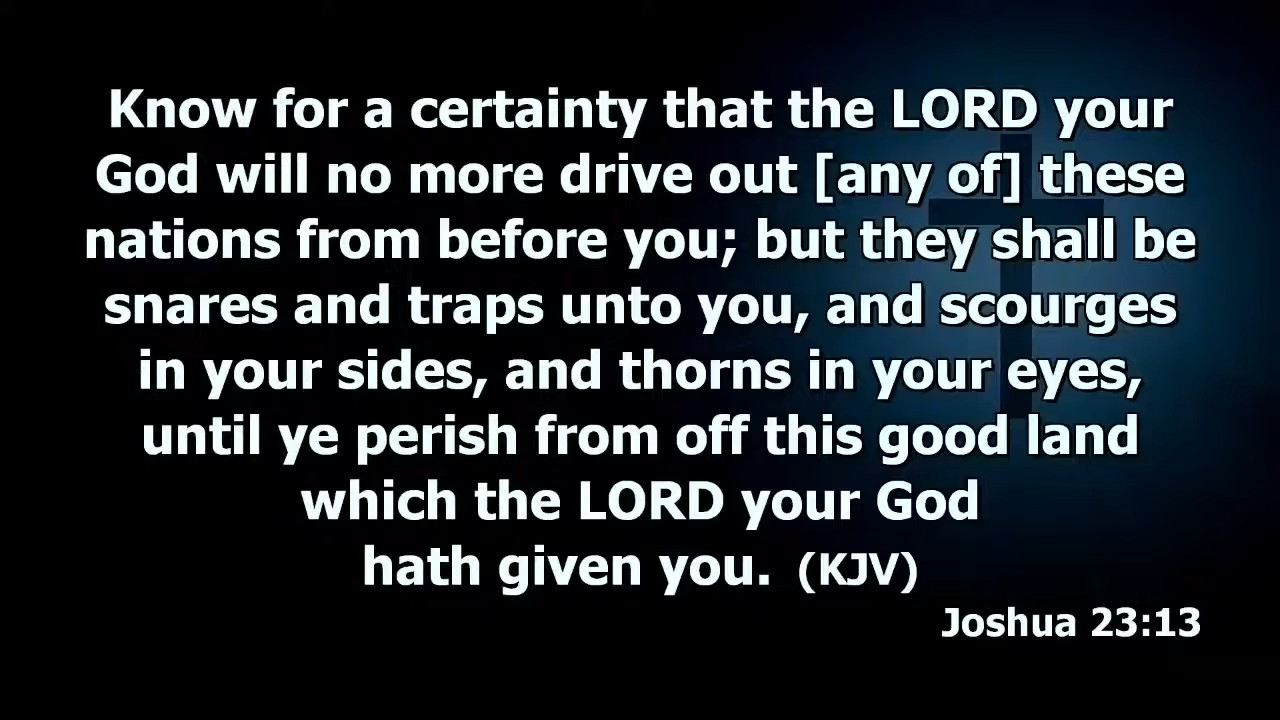 Know for a certainty that the LORD your
God will no more drive out [any of] these
nations from before you; but they shall be
snares and traps unto you, and scourges
in your sides, and thorns in your eyes,
until ye perish from off this good land
which the LORD your God
hath given you. (KJV)
Joshua 23:13